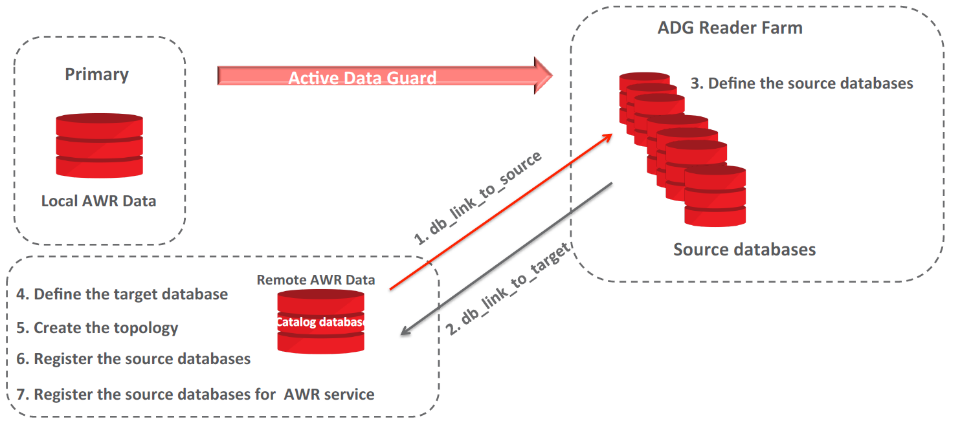 ADG Reader Farm
Primary
Active Data Guard
3. Define the source databases
Local AWR Data
1. db_link_to_source
Source databases
2. db_link_to_target
Remote AWR Data
4. Define the target database
Catalog database
5. Create the topology
6. Register the source databases
7. Register the source databases for AWR service